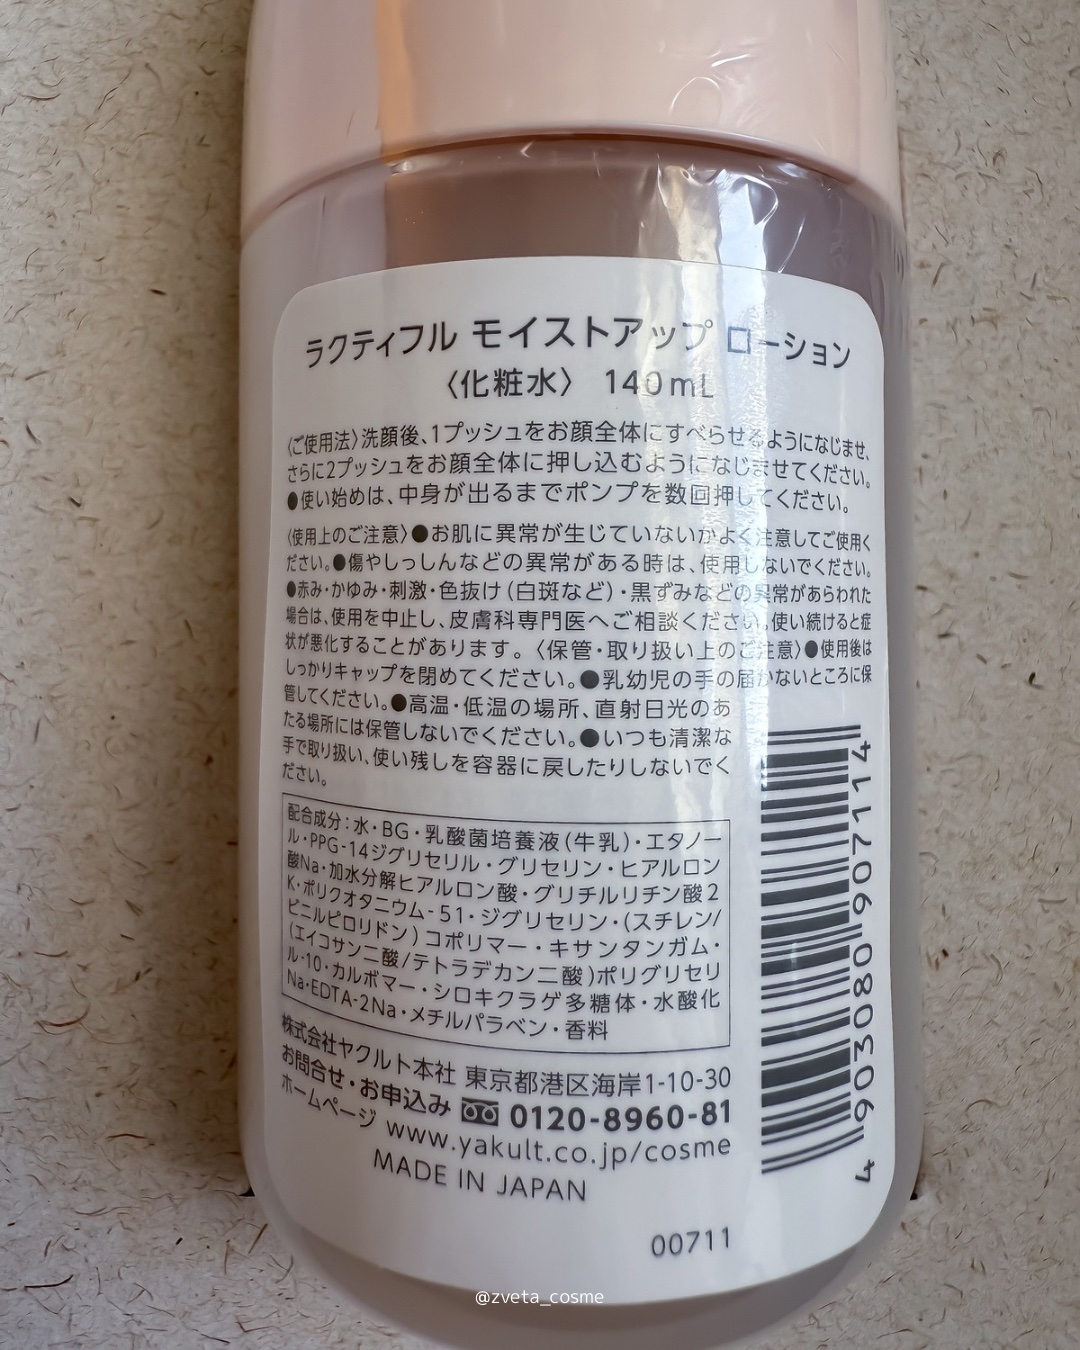 ラクティフル モイストアップ ローション
〈化粧水〉 140mL
〈ご使用法〉洗顔後、1プッシュをお顔全体にすべらせるようになじませ、
さらに2プッシュをお顔全体に押し込むようになじませてください。
●使い始めは、中身が出るまでポンプを数回押してください。
〈使用上のご注意〉●お肌に異常が生じていないかよく注意してご使用く
ださい。●傷やしっしんなどの異常がある時は、使用しないでください。
●赤み・かゆみ・刺激・色抜け(白斑など)・黒ずみなどの異常があらわれた
場合は、使用を中止し、皮膚科専門医へご相談ください。使い続けると症
状が悪化することがあります。〈保管・取り扱い上のご注意〉●使用後は
しっかりキャップを閉めてください。●乳幼児の手の届かないところに保
管してください。●高温・低温の場所、直射日光のあ
たる場所には保管しないでください。●いつも清潔な
手で取り扱い、使い残しを容器に戻したりしないでく
ださい。
配合成分:水・BG・乳酸菌培養液(牛乳)・エタノー
ル・PPG-14ジグリセリル・グリセリン・ヒアルロン
酸Na・加水分解ヒアルロン酸・グリチルリチン酸2
K・ポリクオタニウム-51・ジグリセリン・(スチレン/
ビニルピロリドン)コポリマー・キサンタンガム・
(エイコサン二酸/テトラデカン二酸)ポリグリセリ
ル-10・カルボマー・シロキクラゲ多糖体・水酸化
Na・EDTA-2Na・メチルパラベン・香料
株式会社ヤクルト本社 東京都港区海岸1-10-30
お問合せ・お申込み 0120-8960-81
ホームページ www.yakult.co.jp/cosme
MADE IN JAPAN
00711
4903080907114
@zveta_cosme